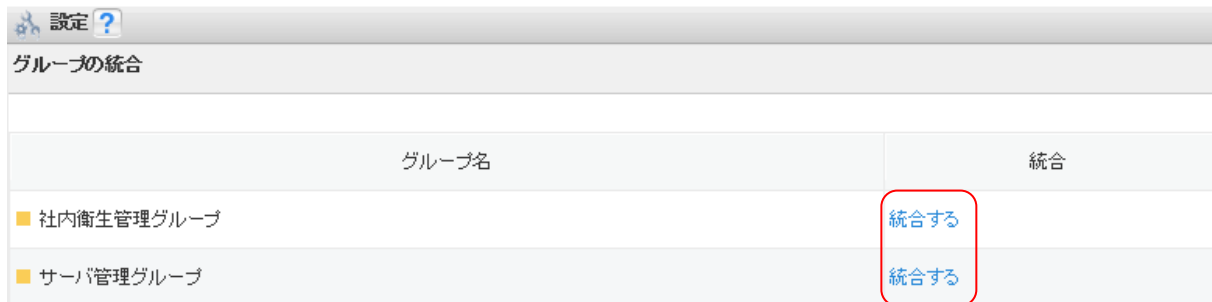 設定 ?
グループの統合
グループ名 統合
社内衛生管理グループ 統合する
サーバ管理グループ 統合する